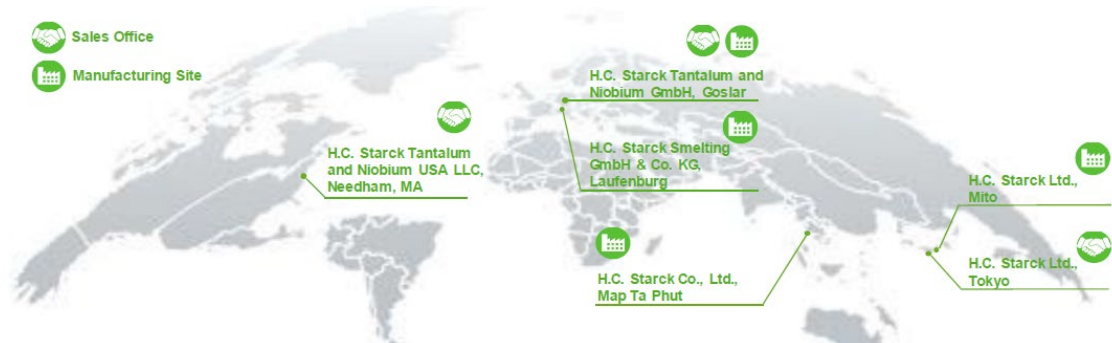 Sales Office
Manufacturing Site
H.C. Starck Tantalum and
Niobium GmbH, Goslar
H.C. Starck Tantalum
and Niobium USA LLC,
Needham, MA
H.C. Starck Smelting
GmbH & Co. KG,
Laufenburg
H.C. Starck Ltd.,
Mito
H.C. Starck Co., Ltd.,
Map Ta Phut
H.C. Starck Ltd.,
Tokyo